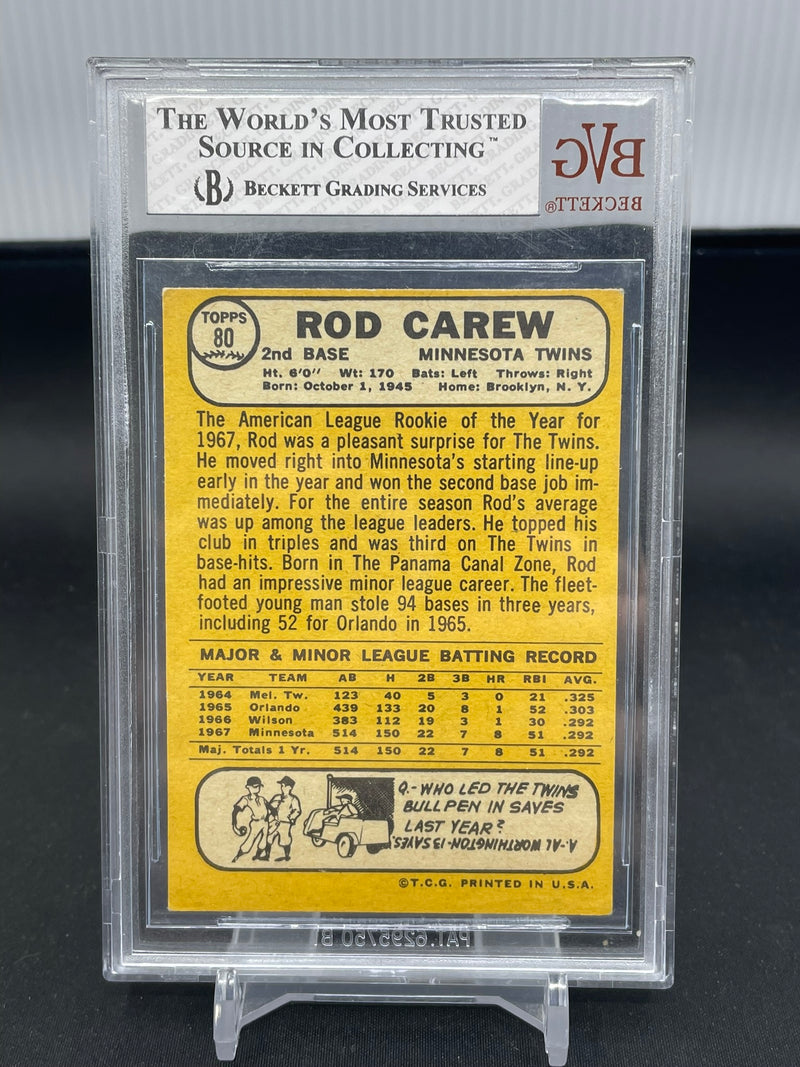 THE WORLD'S MOST TRUSTED
SOURCE IN COLLECTING™
(B) BECKETT GRADING SERVICES
BVG
BECKETT®
TOPPS
80
ROD CAREW
2nd BASE MINNESOTA TWINS
Ht. 6'0" Wt: 170 Bats: Left Throws: Right
Born: October 1, 1945 Home: Brooklyn, N. Y.
The American League Rookie of the Year for
1967, Rod was a pleasant surprise for The Twins.
He moved right into Minnesota's starting line-up
early in the year and won the second base job im-
mediately. For the entire season Rod's average
was up among the league leaders. He topped his
club in triples and was third on The Twins in
base-hits. Born in The Panama Canal Zone, Rod
had an impressive minor league career. The fleet-
footed young man stole 94 bases in three years,
including 52 for Orlando in 1965.
MAJOR & MINOR LEAGUE BATTING RECORD
YEAR TEAM AB H 2B 3B HR RBI AVG.
1964 Mel. Tw. 123 40 5 3 0 21 .325
1965 Orlando 439 133 20 8 1 52 .303
1966 Wilson 383 112 19 3 1 30 .292
1967 Minnesota 514 150 22 7 8 51 .292
Maj. Totals 1 Yr. 514 150 22 7 8 51 .292
Q.- WHO LED THE TWINS
BULLPEN IN SAVES
LAST YEAR?
A.-AL WORTHINGTON-13 SAVES.
©T.C.G. PRINTED IN U.S.A.
PAT. 6295750 B1